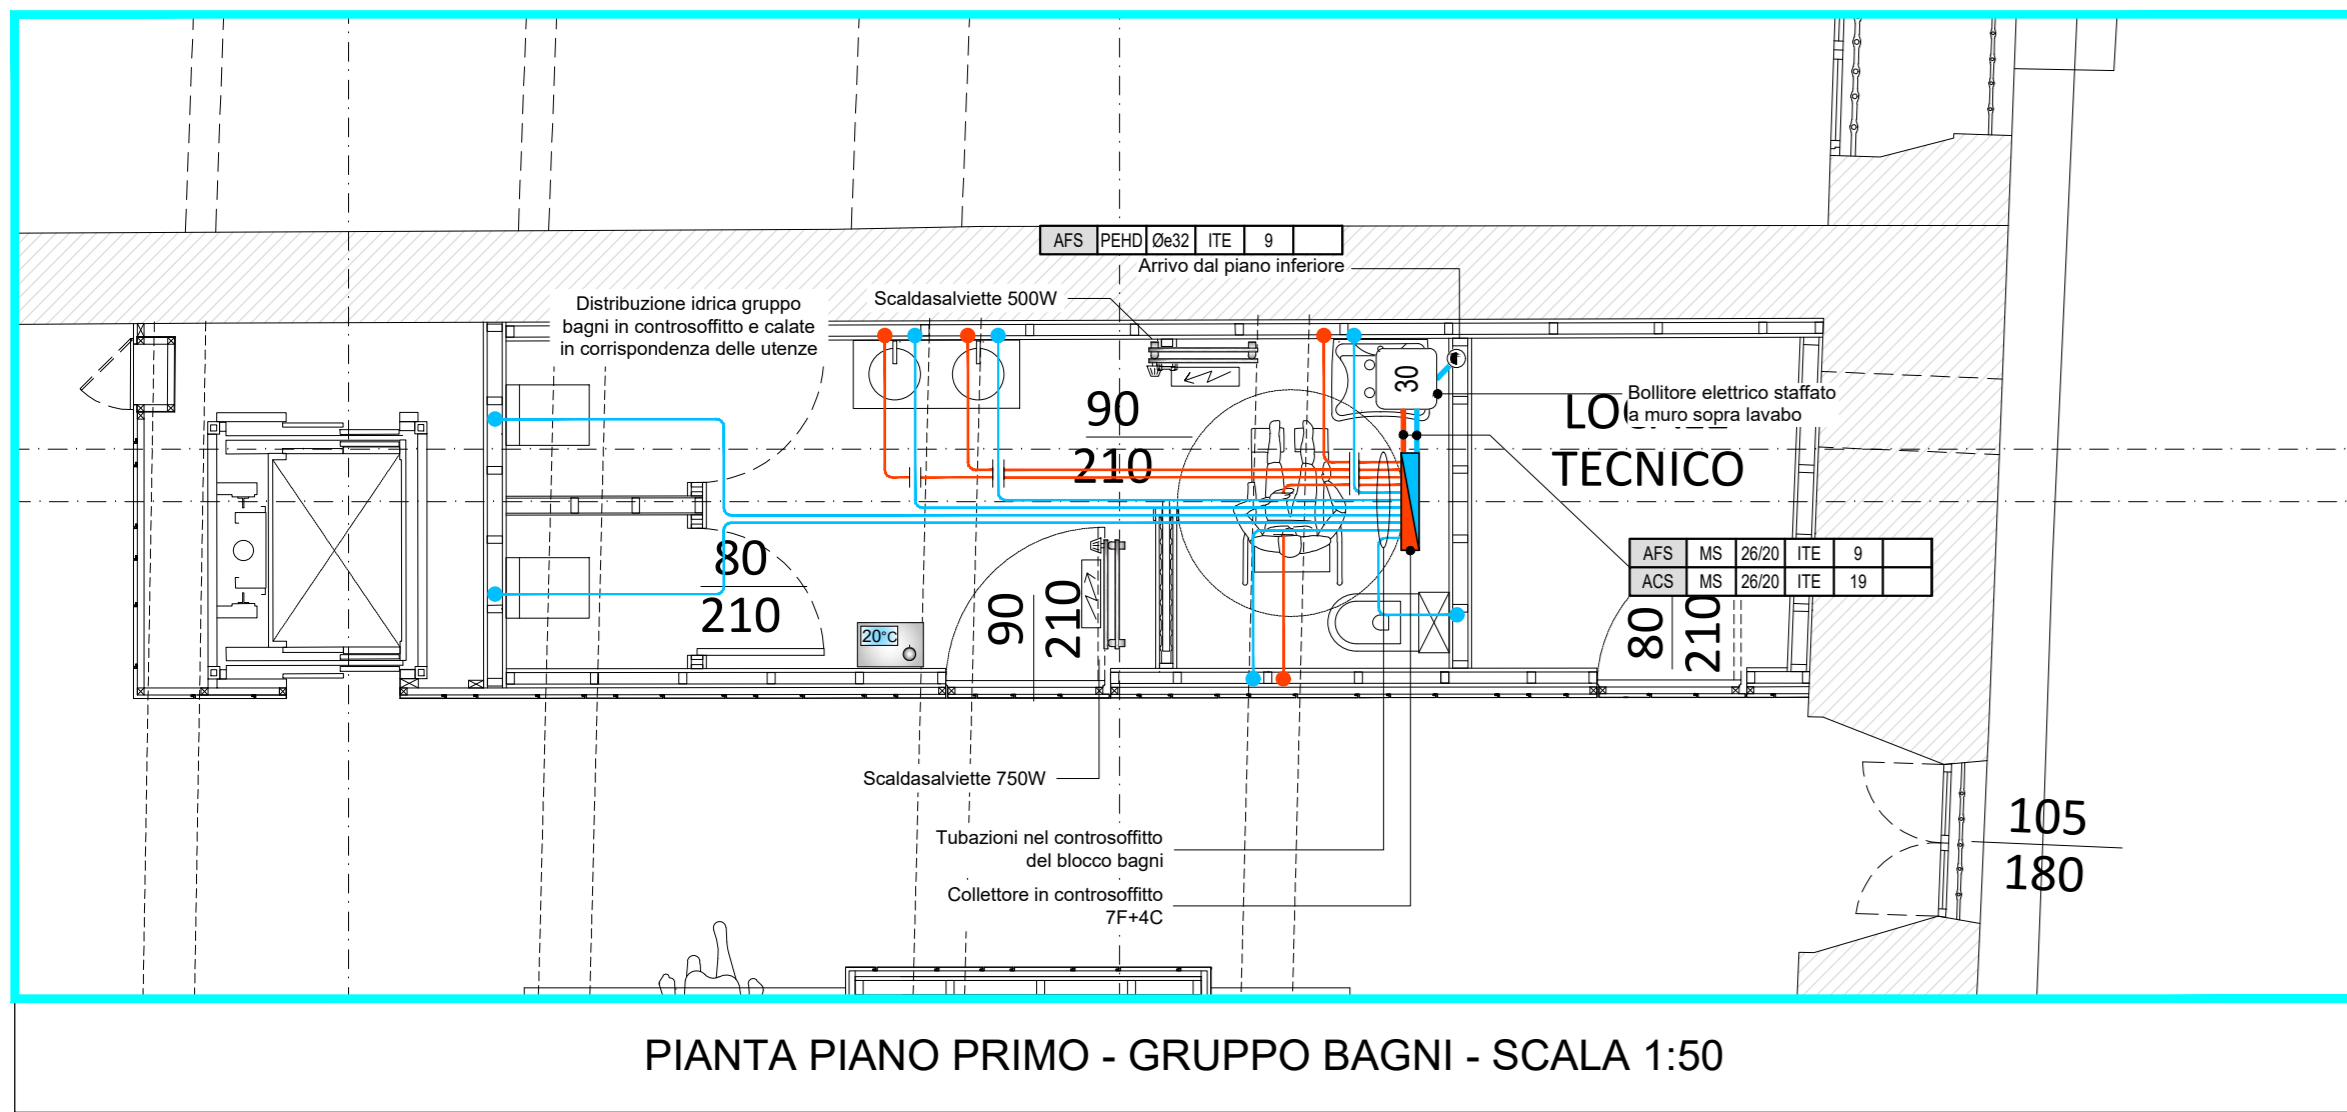 AFS PEHD Øe32 ITE 9
Arrivo dal piano inferiore
Scaldasalviette 500W
Distribuzione idrica gruppo
bagni in controsoffitto e calate
in corrispondenza delle utenze
30
90
210
Bollitore elettrico staffato
a muro sopra lavabo
TECNICO
AFS MS 26/20 ITE 9
ACS MS 26/20 ITE 19
80
210
90
210
80
210
20°C
Scaldasalviette 750W
Tubazioni nel controsoffitto
del blocco bagni
Collettore in controsoffitto
7F+4C
105
180
PIANTA PIANO PRIMO - GRUPPO BAGNI - SCALA 1:50